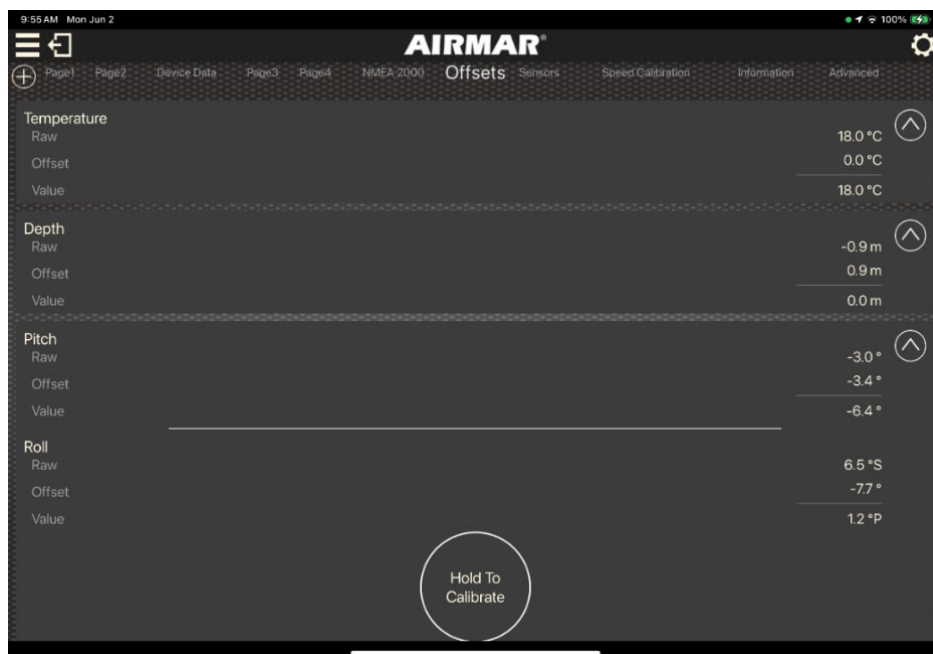 9:55 AM Mon Jun 2 100%
AIRMAR®
Page1 Page2 Device Data Page3 Page4 NMEA 2000 Offsets Sensors Speed Calibration Information Advanced
Temperature
Raw 18.0 °C
Offset 0.0 °C
Value 18.0 °C
Depth
Raw -0.9 m
Offset 0.9 m
Value 0.0 m
Pitch
Raw -3.0 °
Offset -3.4 °
Value -6.4 °
Roll
Raw 6.5 °S
Offset -7.7 °
Value 1.2 °P
Hold To
Calibrate